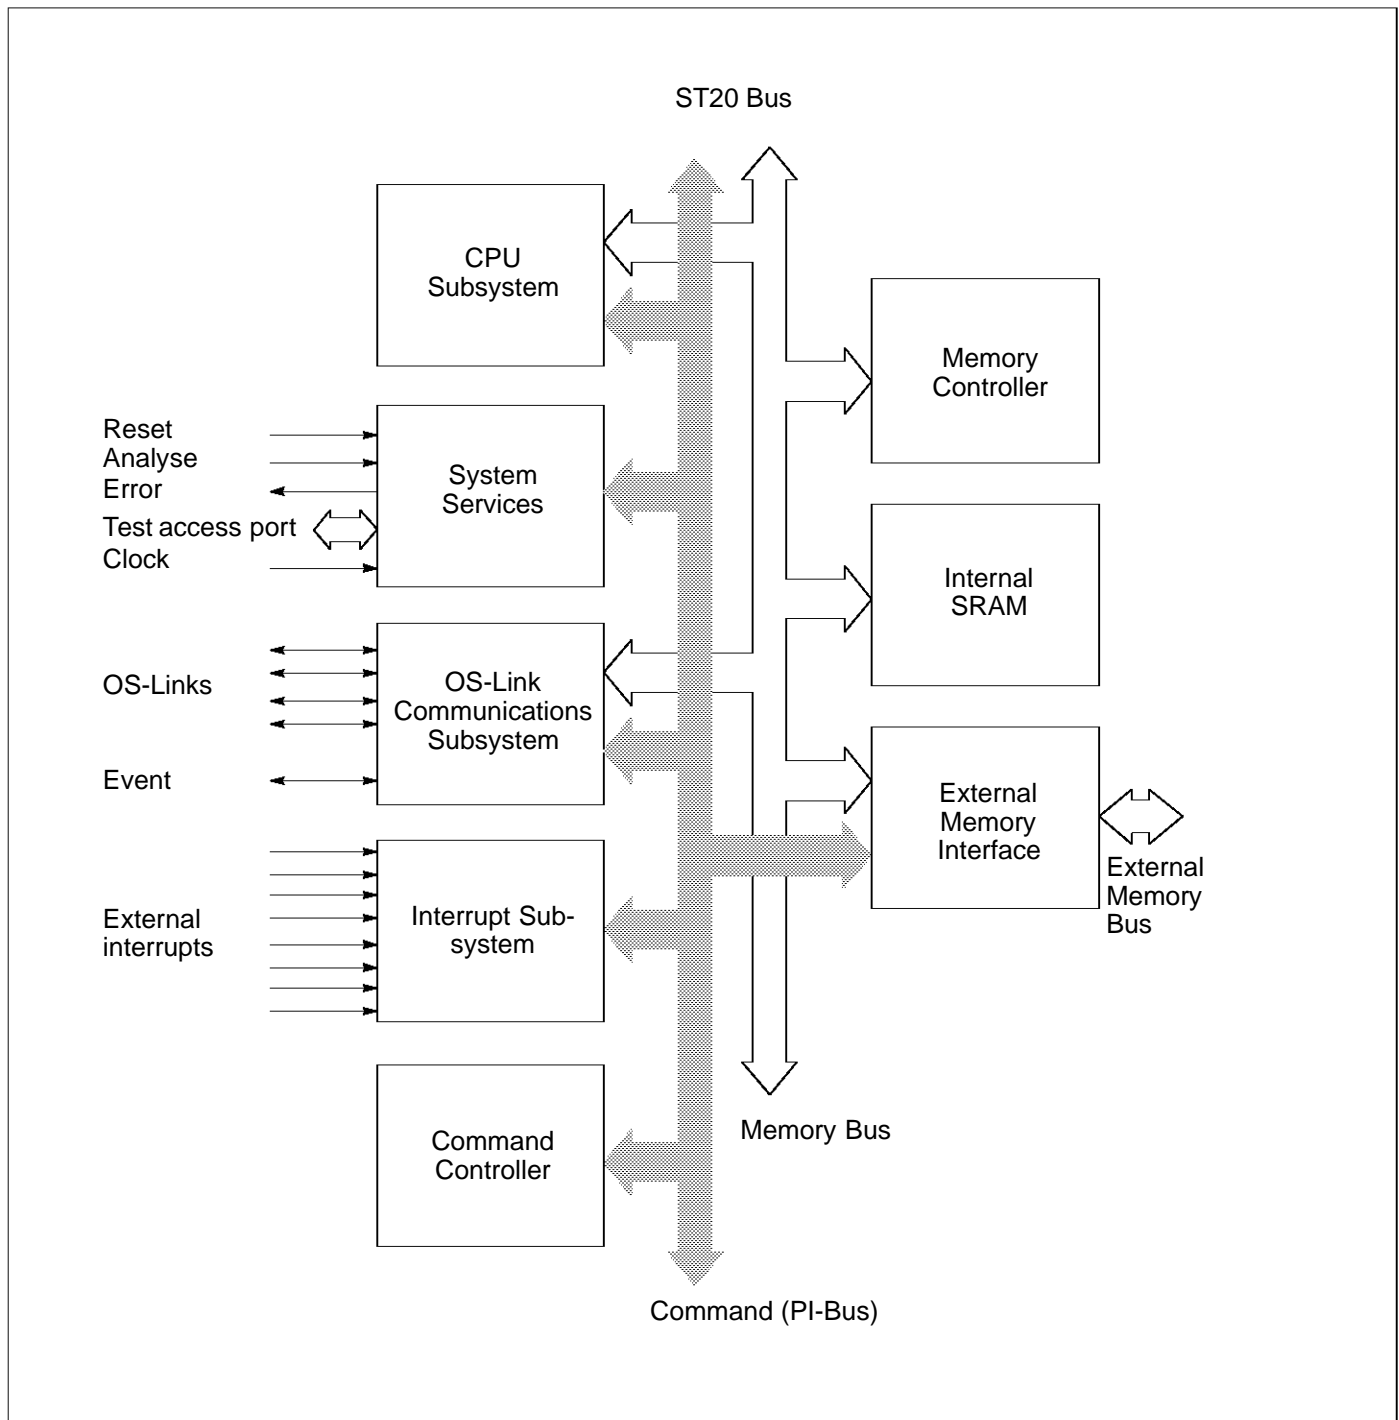 ST20 Bus
CPU
Subsystem
Memory
Controller
Reset
Analyse
Error
Test access port
Clock
System
Services
Internal
SRAM
OS-Links
Event
OS-Link
Communications
Subsystem
External
Memory
Interface
External
Memory
Bus
External
interrupts
Interrupt Sub-
system
Memory Bus
Command
Controller
Command (PI-Bus)